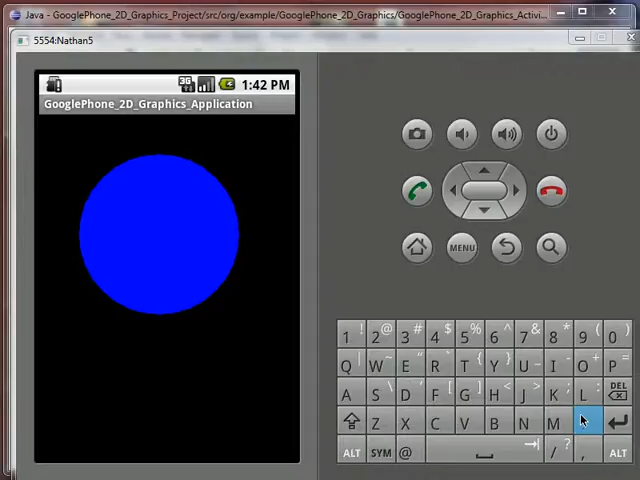 Java - GooglePhone_2D_Graphics_Project/src/org/example/GooglePhone_2D_Graphics/GooglePhone_2D_Graphics_Activi...
5554:Nathan5
3G 1:42 PM
GooglePhone_2D_Graphics_Application
MENU
1 ! 2 @ 3 # 4 $ 5 % 6 ^ 7 & 8 * 9 ( 0 )
Q W ~ E " R T { Y } U _ I - O + P =
A S \ D ' F [ G ] H < J > K ; L : DEL
Z X C V B N M
ALT SYM @ / ? , ALT